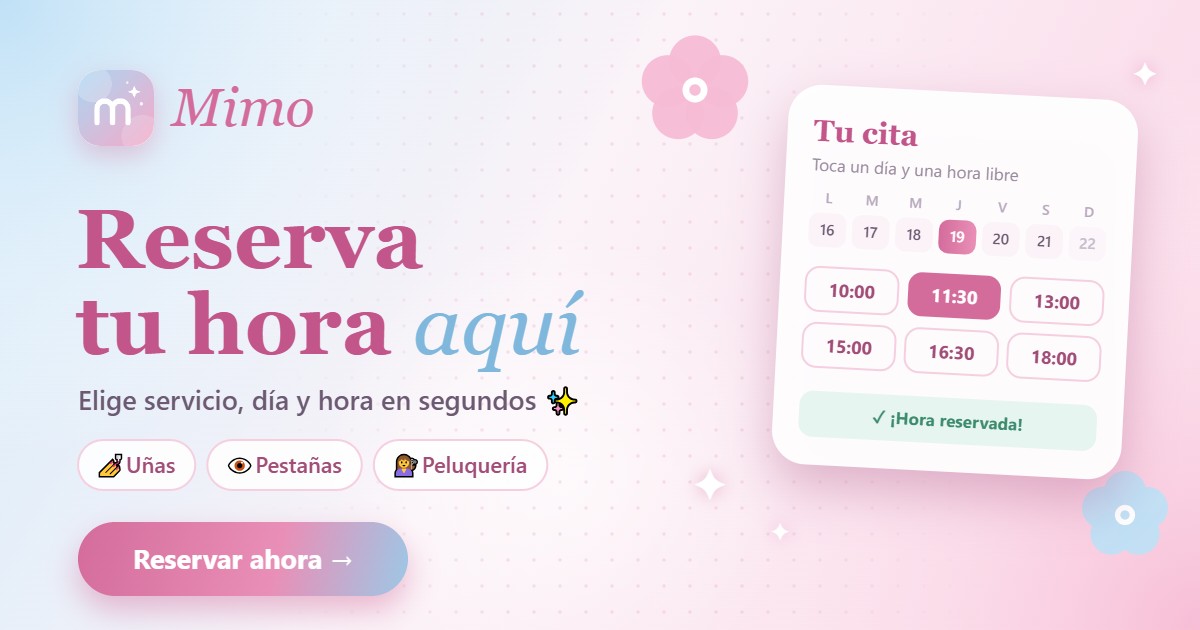 m
Mimo
Reserva
tu hora aquí
Elige servicio, día y hora en segundos ✨
💅 Uñas 👁️ Pestañas 💇‍♀️ Peluquería
Reservar ahora →
Tu cita
Toca un día y una hora libre
L M M J V S D
16 17 18 19 20 21 22
10:00 11:30 13:00
15:00 16:30 18:00
✓ ¡Hora reservada!